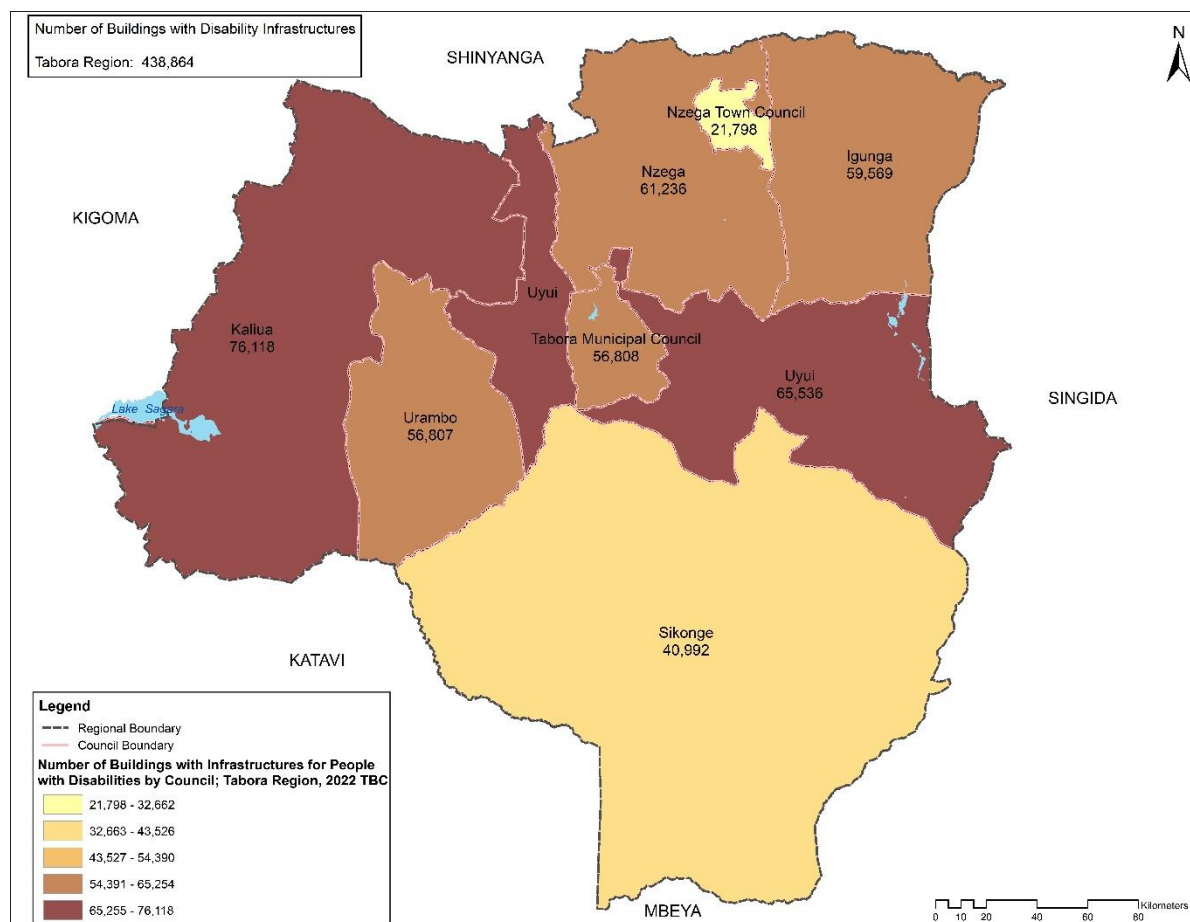 Number of Buildings with Disability Infrastructures
Tabora Region: 438,864
N
SHINYANGA
Nzega Town Council
21,798
Igunga
59,569
Nzega
61,236
KIGOMA
Uyui
Kaliua
76,118
Tabora Municipal Council
56,808
Uyui
65,536
SINGIDA
Lake Sagara
Urambo
56,807
Sikonge
40,992
KATAVI
MBEYA
Legend
Regional Boundary
Council Boundary
Number of Buildings with Infrastructures for People
with Disabilities by Council; Tabora Region, 2022 TBC
21,798 - 32,662
32,663 - 43,526
43,527 - 54,390
54,391 - 65,254
65,255 - 76,118
Kilometers
0 10 20 40 60 80